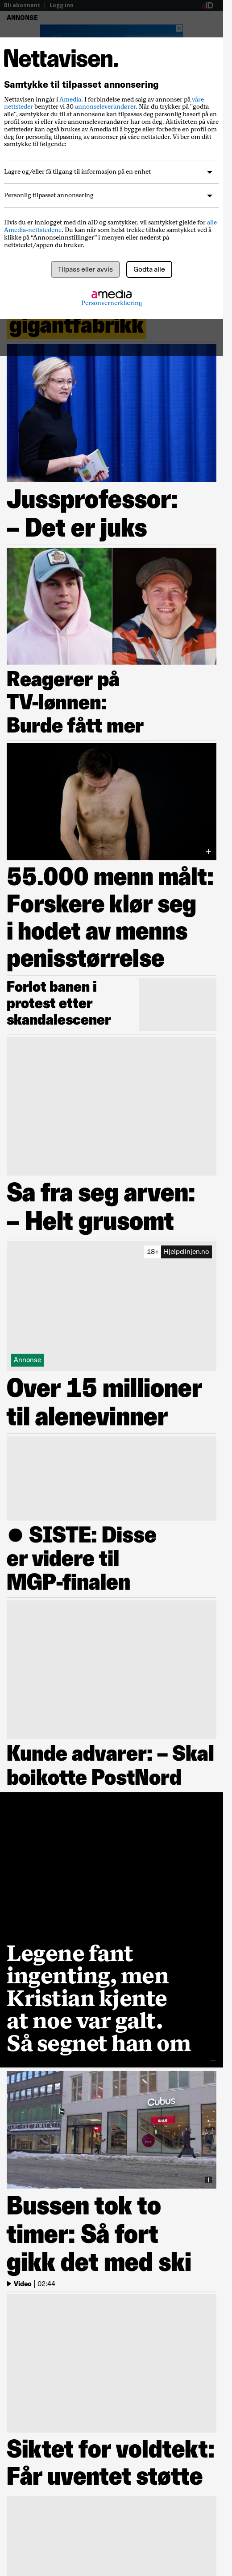 Bli abonnent | Logg inn
aID
ANNONSE
Nettavisen.
Samtykke til tilpasset annonsering
Nettavisen inngår i Amedia. I forbindelse med salg av annonser på våre
nettsteder benytter vi 30 annonseleverandører. Når du trykker på "godta
alle", samtykker du til at annonser kan tilpasses deg personlig basert på en
profil som vi eller våre annonseleverandører har om deg. Aktiviteten din på våre
nettsteder kan også brukes av Amedia til å bygge eller forbedre en profil om
deg for personlig tilpasning av annonser på våre nettsteder. Vi ber om ditt
samtykke til følgende:
Lagre og/eller få tilgang til informasjon på en enhet
Personlig tilpasset annonsering
Hvis du er innlogget med din aID og samtykker, vil samtykket gjelde for alle
Amedia-nettstedene. Du kan når som helst trekke tilbake samtykket ved å
klikke på “Annonseinnstillinger” i menyen eller nederst på
nettstedet/appen du bruker.
Tilpass eller avvis
Godta alle
amedia
Personvernerklæring
gigantfabrikk
Jussprofessor:
– Det er juks
Reagerer på
TV-lønnen:
Burde fått mer
55.000 menn målt:
Forskere klør seg
i hodet av menns
penisstørrelse
Forlot banen i
protest etter
skandalescener
Sa fra seg arven:
– Helt grusomt
18+ Hjelpelinjen.no
Annonse
Over 15 millioner
til alenevinner
● SISTE: Disse
er videre til
MGP-finalen
Kunde advarer: – Skal
boikotte PostNord
Legene fant
ingenting, men
Kristian kjente
at noe var galt.
Så segnet han om
Cubus
SALG
Bussen tok to
timer: Så fort
gikk det med ski
Video | 02:44
Siktet for voldtekt:
Får uventet støtte